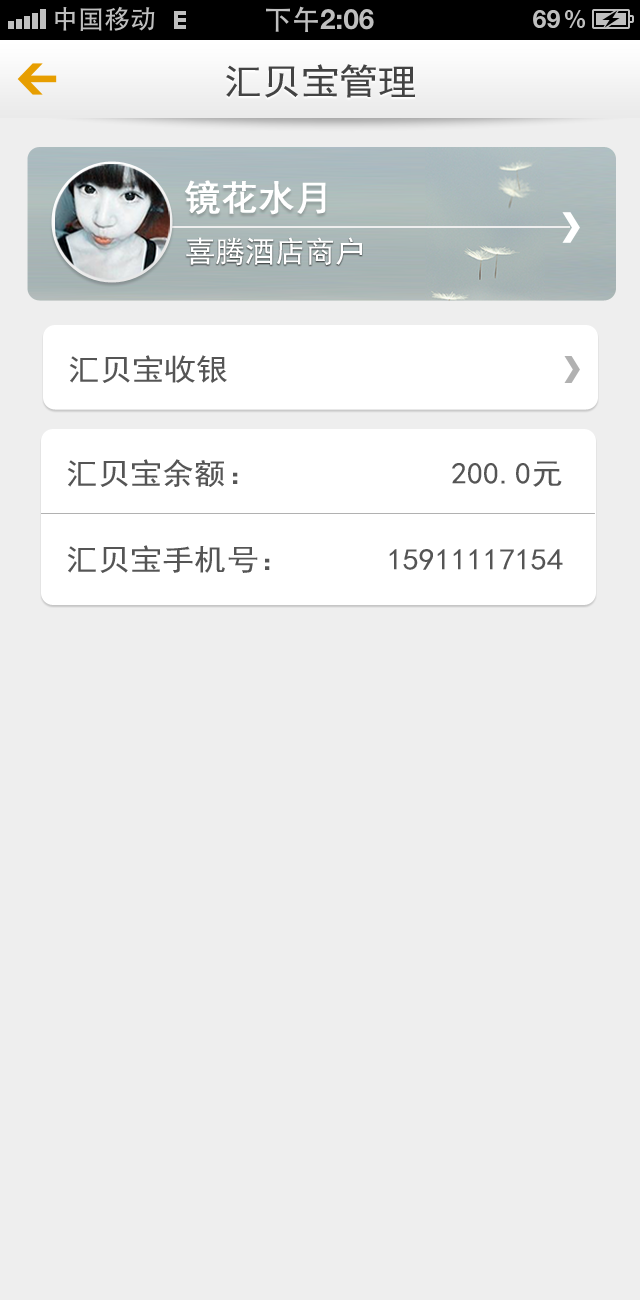 中国移动 E 下午2:06 69%
汇贝宝管理
镜花水月
喜腾酒店商户
汇贝宝收银
汇贝宝余额： 200.0元
汇贝宝手机号： 15911117154